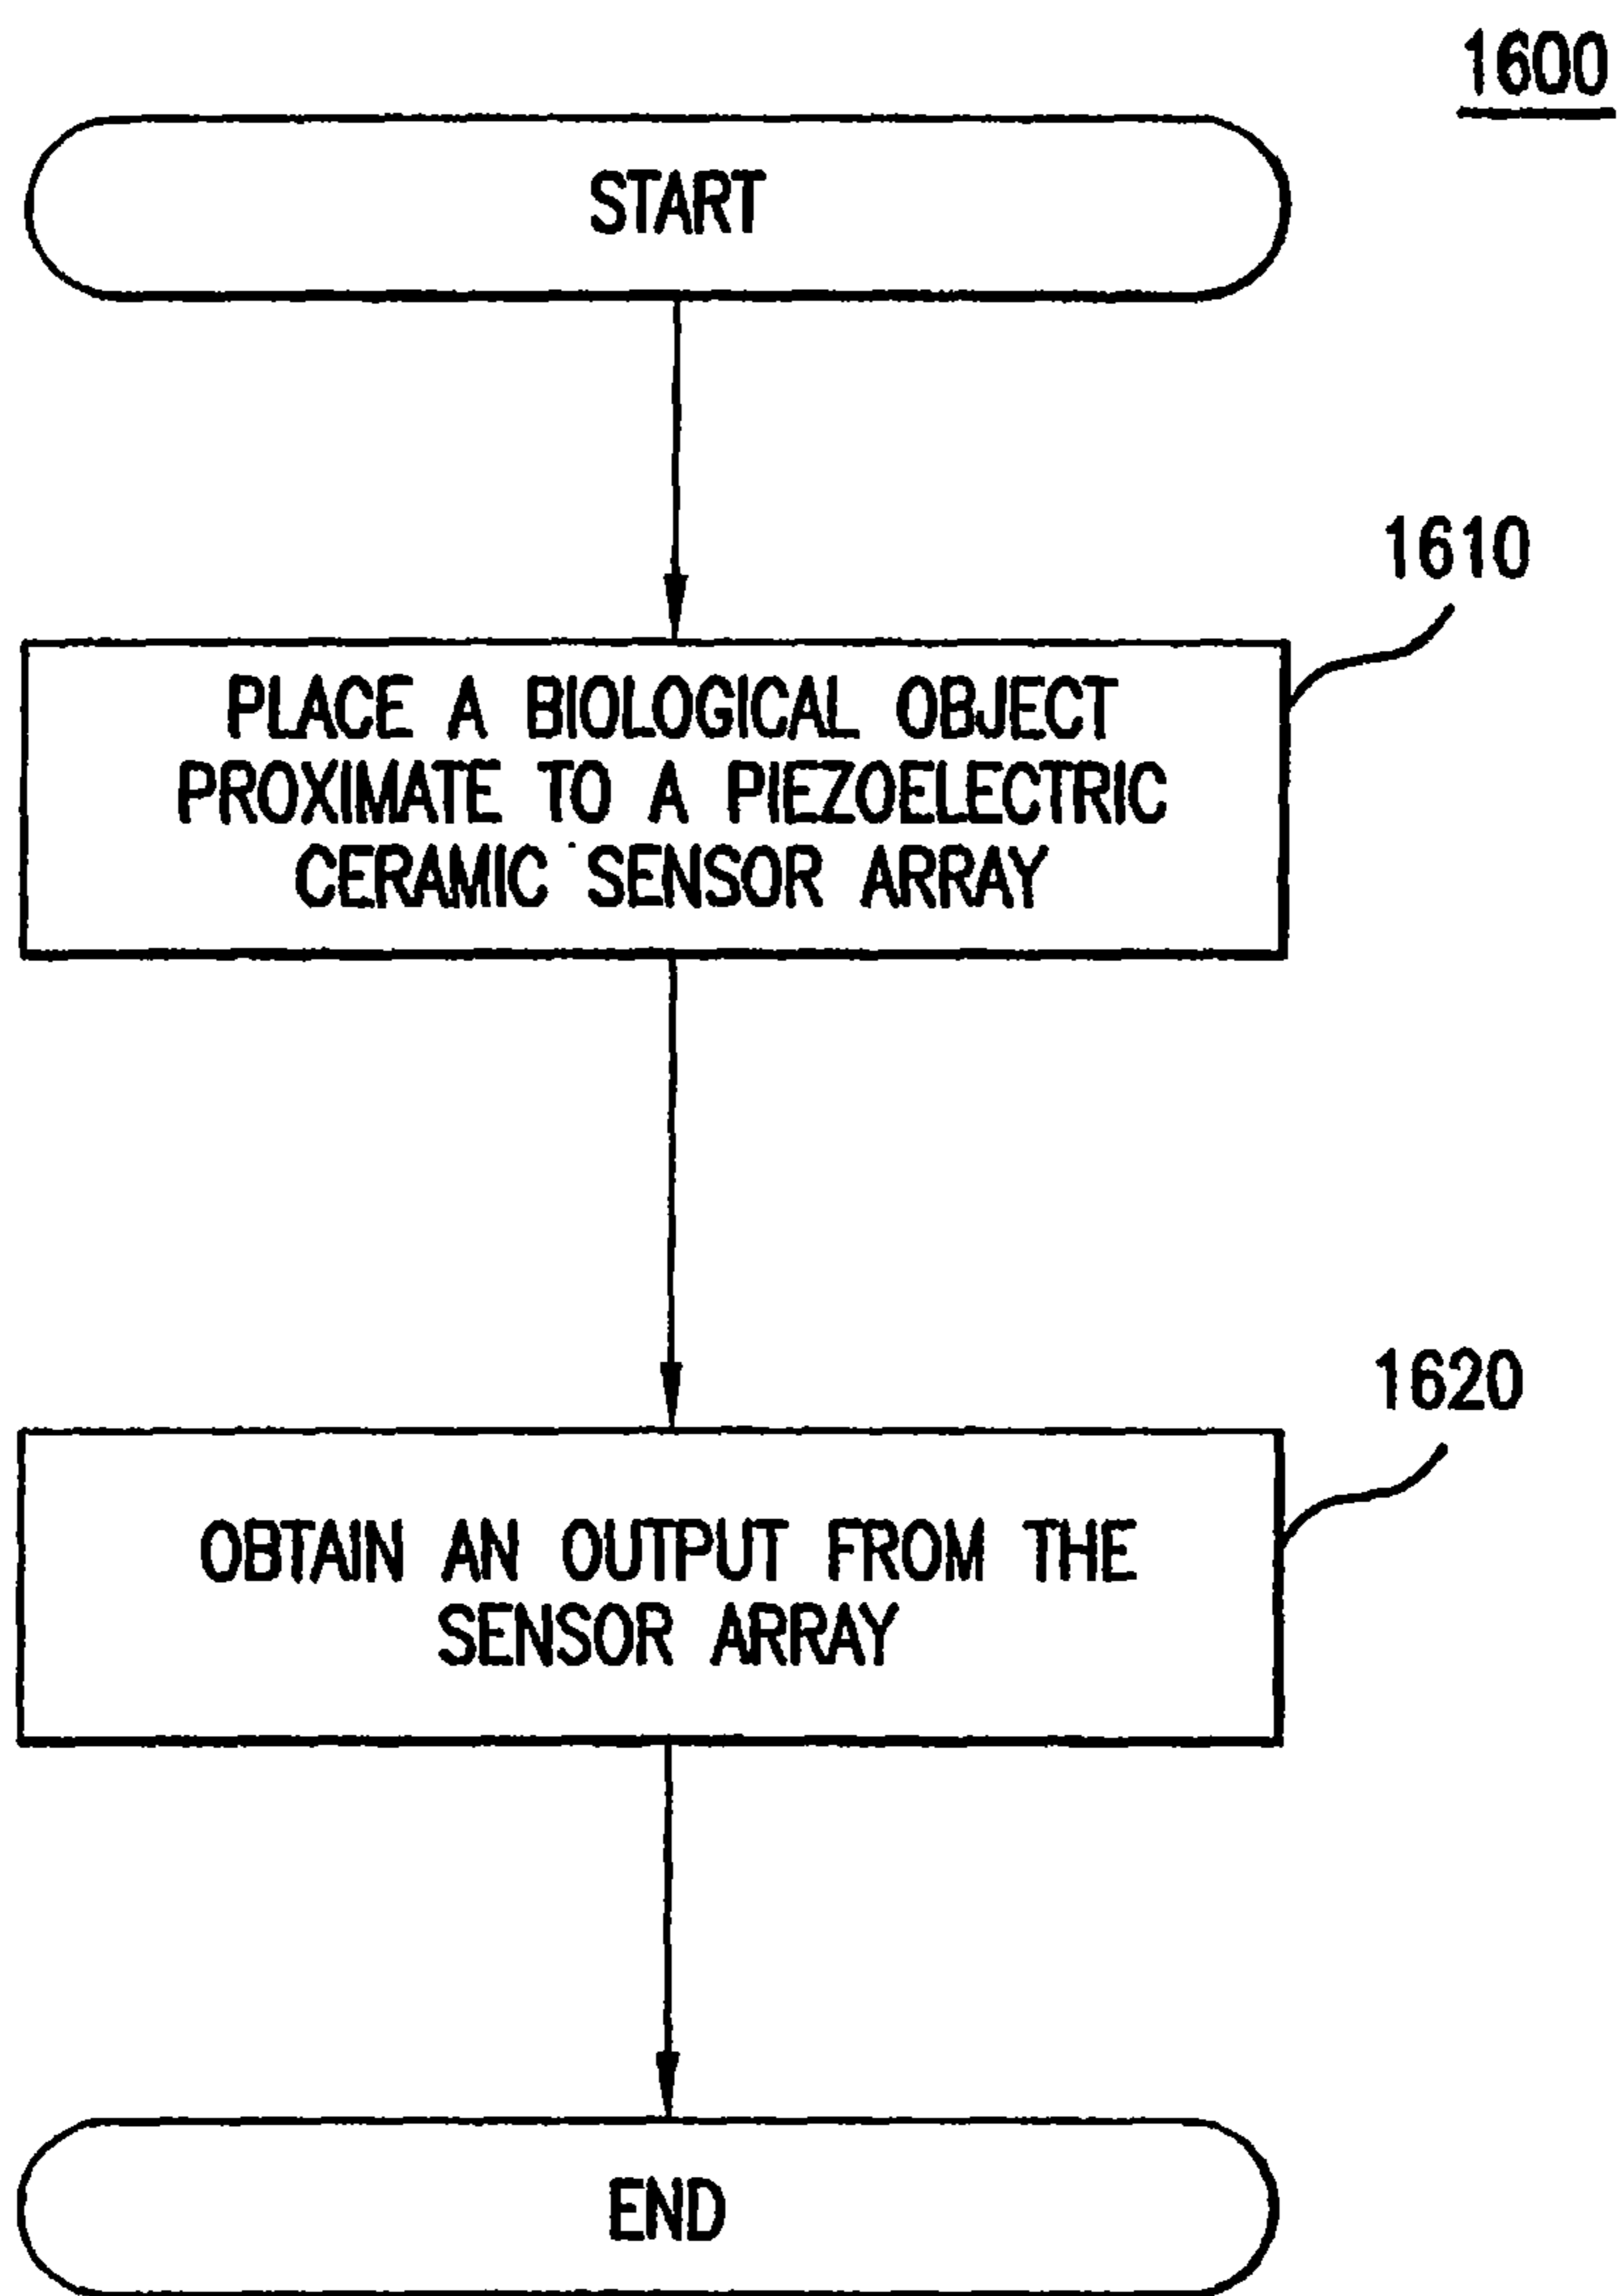 1600
START
1610
PLACE A BIOLOGICAL OBJECT
PROXIMATE TO A PIEZOELECTRIC
CERAMIC SENSOR ARRAY
1620
OBTAIN AN OUTPUT FROM THE
SENSOR ARRAY
END